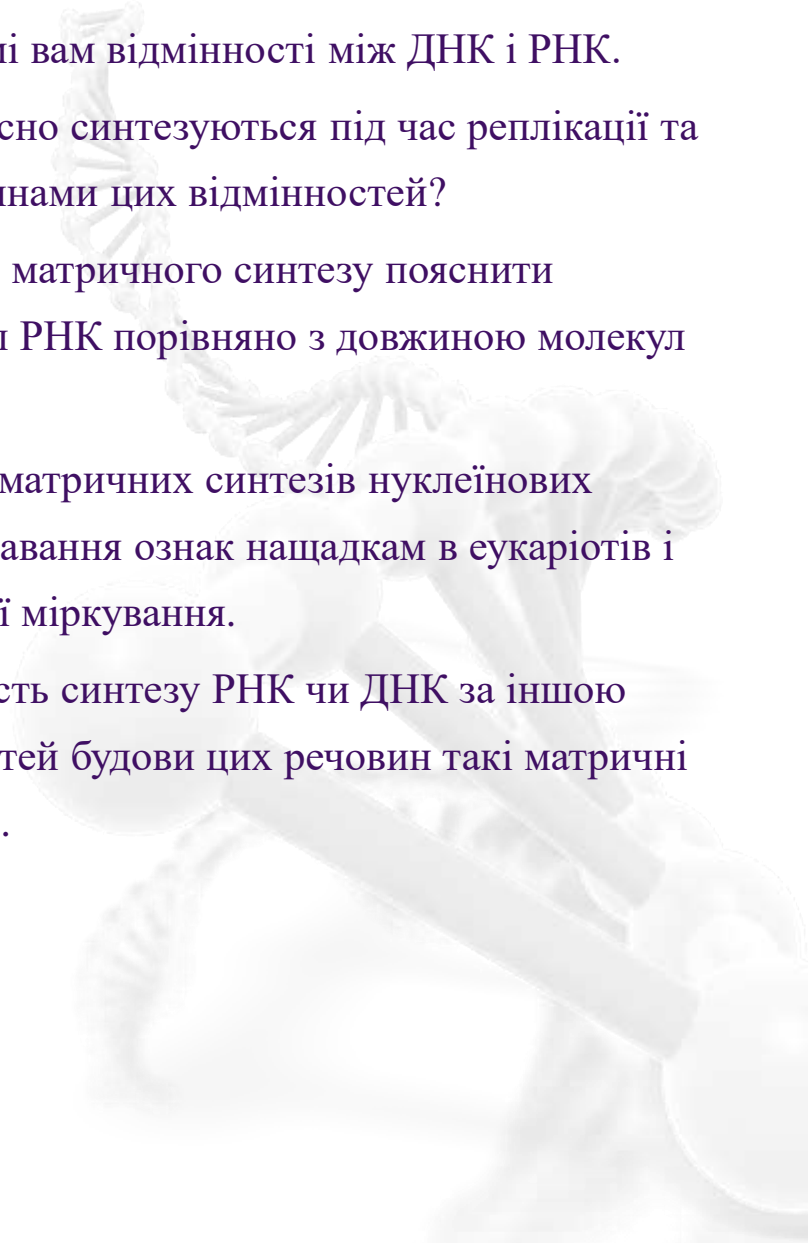 мі вам відмінності між ДНК і РНК.
сно синтезуються під час реплікації та
инами цих відмінностей?
матричного синтезу пояснити
л РНК порівняно з довжиною молекул
матричних синтезів нуклеїнових
давання ознак нащадкам в еукаріотів і
ї міркування.
сть синтезу РНК чи ДНК за іншою
тей будови цих речовин такі матричні
.